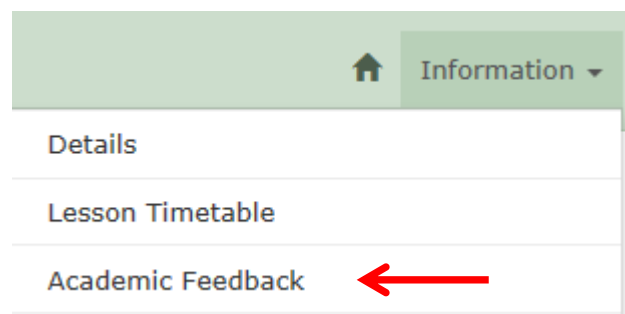 Information
Details
Lesson Timetable
Academic Feedback